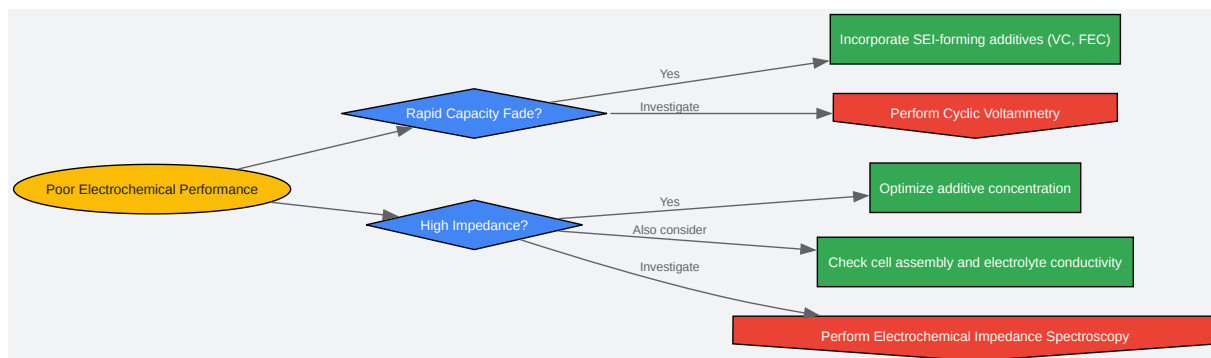 Incorporate SEI-forming additives (VC, FEC)
Yes
Rapid Capacity Fade?
Investigate
Perform Cyclic Voltammetry
Poor Electrochemical Performance
Optimize additive concentration
Yes
High Impedance?
Also consider
Check cell assembly and electrolyte conductivity
Investigate
Perform Electrochemical Impedance Spectroscopy